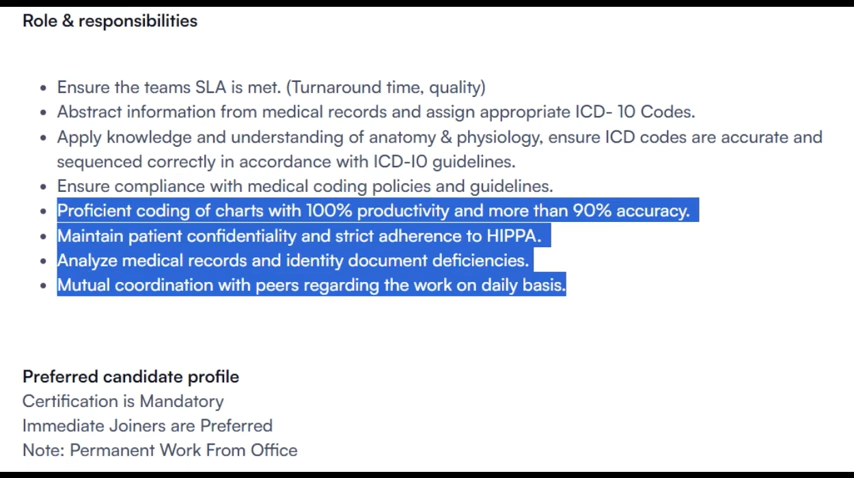 Role & responsibilities
• Ensure the teams SLA is met. (Turnaround time, quality)
• Abstract information from medical records and assign appropriate ICD- 10 Codes.
• Apply knowledge and understanding of anatomy & physiology, ensure ICD codes are accurate and
sequenced correctly in accordance with ICD-I0 guidelines.
• Ensure compliance with medical coding policies and guidelines.
• Proficient coding of charts with 100% productivity and more than 90% accuracy.
• Maintain patient confidentiality and strict adherence to HIPPA.
• Analyze medical records and identity document deficiencies.
• Mutual coordination with peers regarding the work on daily basis.
Preferred candidate profile
Certification is Mandatory
Immediate Joiners are Preferred
Note: Permanent Work From Office